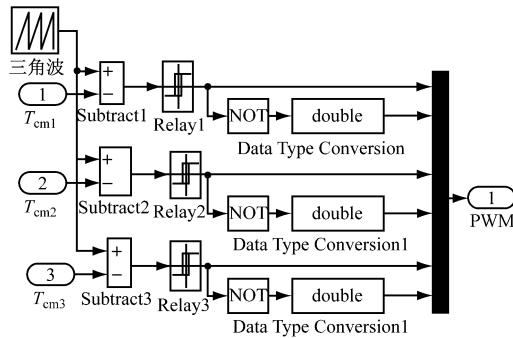 三角波
+
−
1
Tcm1
Subtract1
Relay1
NOT
double
Data Type Conversion
+
−
2
Tcm2
Subtract2
Relay2
NOT
double
Data Type Conversion1
1
PWM
+
−
3
Tcm3
Subtract3
Relay3
NOT
double
Data Type Conversion1